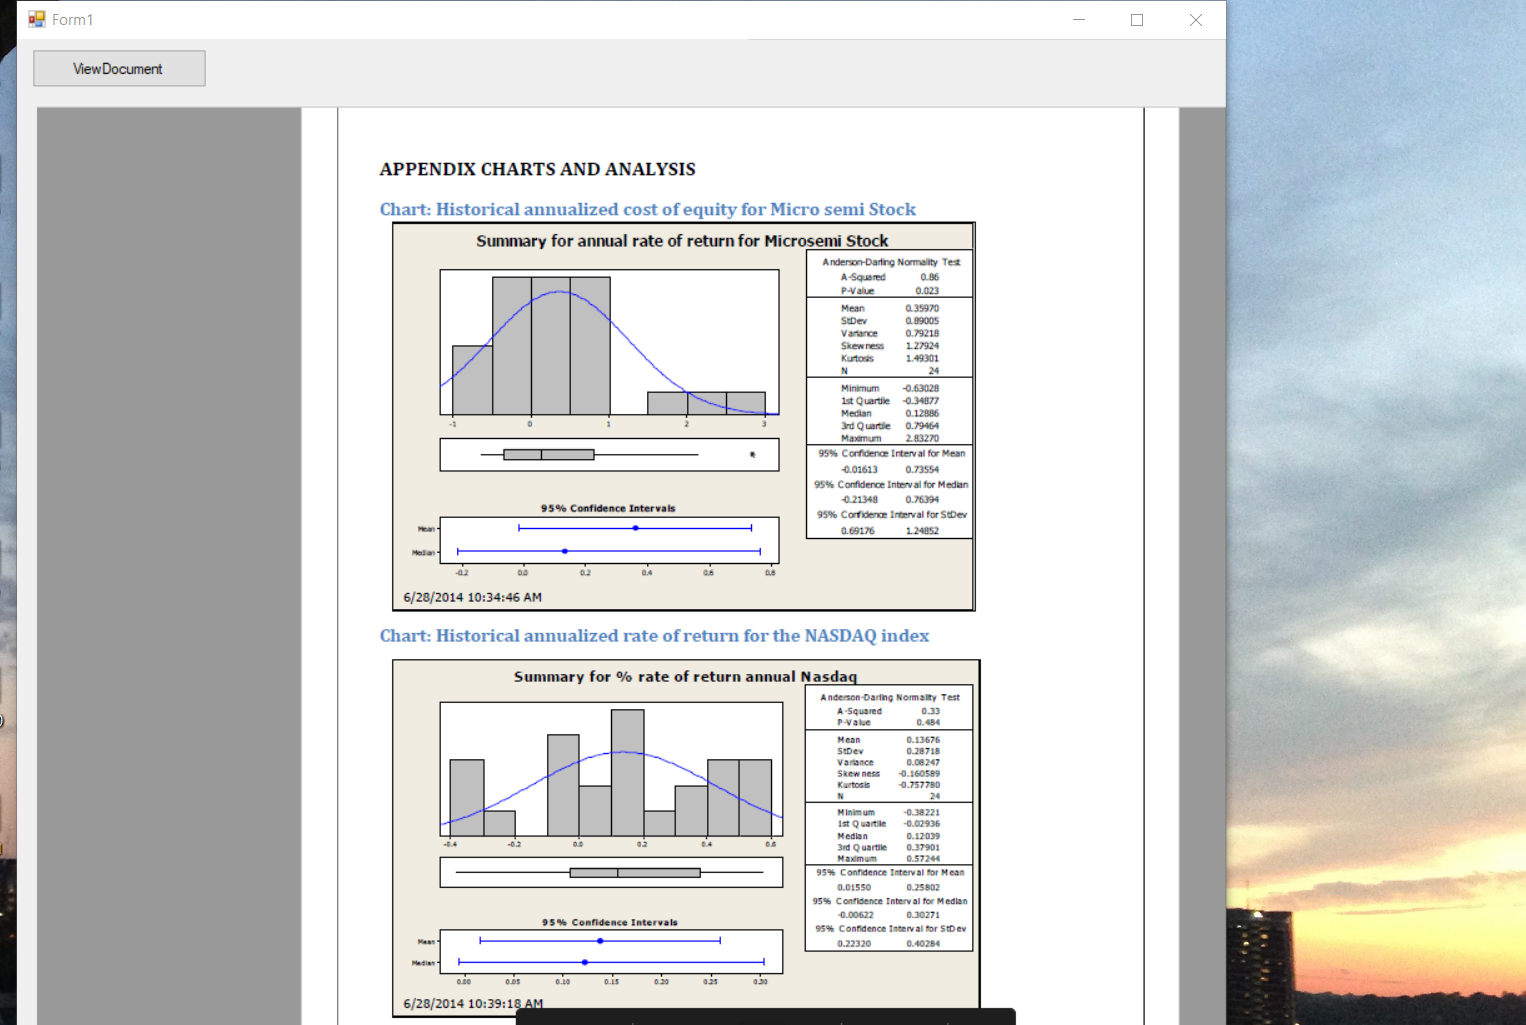 Form1
ViewDocument
APPENDIX CHARTS AND ANALYSIS
Chart: Historical annualized cost of equity for Micro semi Stock
Summary for annual rate of return for Microsemi Stock
Anderson-Darling Normality Test
A-Squared 0.86
P-Value 0.023
Mean 0.35970
StDev 0.89005
Variance 0.79218
Skewness 1.27924
Kurtosis 1.49301
N 24
Minimum -0.63028
1st Quartile -0.34877
Median 0.12886
3rd Quartile 0.79464
Maximum 2.83270
95% Confidence Interval for Mean
-0.01613 0.73554
95% Confidence Interval for Median
-0.21348 0.76394
95% Confidence Interval for StDev
0.69176 1.24852
-1 0 1 2 3
95% Confidence Intervals
Mean
Median
-0.2 0.0 0.2 0.4 0.6 0.8
6/28/2014 10:34:46 AM
Chart: Historical annualized rate of return for the NASDAQ index
Summary for % rate of return annual Nasdaq
Anderson-Darling Normality Test
A-Squared 0.33
P-Value 0.484
Mean 0.13676
StDev 0.28718
Variance 0.08247
Skewness -0.160589
Kurtosis -0.757780
N 24
Minimum -0.38221
1st Quartile -0.02936
Median 0.12039
3rd Quartile 0.37901
Maximum 0.57244
95% Confidence Interval for Mean
0.01550 0.25802
95% Confidence Interval for Median
-0.00622 0.30271
95% Confidence Interval for StDev
0.22320 0.40284
-0.4 -0.2 0.0 0.2 0.4 0.6
95% Confidence Intervals
Mean
Median
0.00 0.05 0.10 0.15 0.20 0.25 0.30
6/28/2014 10:39:18 AM